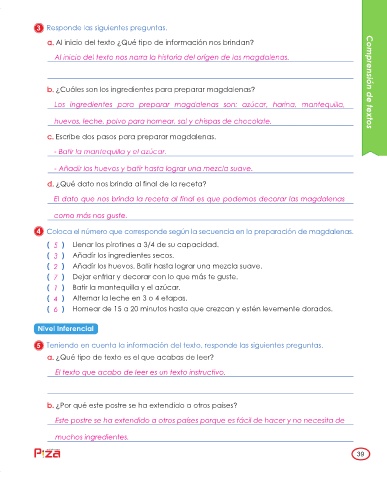 3 Responde las siguientes preguntas.
a. Al inicio del texto ¿Qué tipo de información nos brindan?
Al inicio del texto nos narra la historia del origen de las magdalenas.
b. ¿Cuáles son los ingredientes para preparar magdalenas?
Los ingredientes para preparar magdalenas son: azúcar, harina, mantequilla,
huevos, leche, polvo para hornear, sal y chispas de chocolate.
c. Escribe dos pasos para preparar magdalenas.
- Batir la mantequilla y el azúcar.
- Añadir los huevos y batir hasta lograr una mezcla suave.
d. ¿Qué dato nos brinda al final de la receta?
El dato que nos brinda la receta al final es que podemos decorar las magdalenas
como más nos guste.
4 Coloca el número que corresponde según la secuencia en la preparación de magdalenas.
( 5 ) Llenar los pirotines a 3/4 de su capacidad.
( 3 ) Añadir los ingredientes secos.
( 2 ) Añadir los huevos. Batir hasta lograr una mezcla suave.
( 7 ) Dejar enfriar y decorar con lo que más te guste.
( 1 ) Batir la mantequilla y el azúcar.
( 4 ) Alternar la leche en 3 o 4 etapas.
( 6 ) Hornear de 15 a 20 minutos hasta que crezcan y estén levemente dorados.
Nivel Inferencial
5 Teniendo en cuenta la información del texto, responde las siguientes preguntas.
a. ¿Qué tipo de texto es el que acabas de leer?
El texto que acabo de leer es un texto instructivo.
b. ¿Por qué este postre se ha extendido a otros países?
Este postre se ha extendido a otros países porque es fácil de hacer y no necesita de
muchos ingredientes.
Comprensión de textos
39